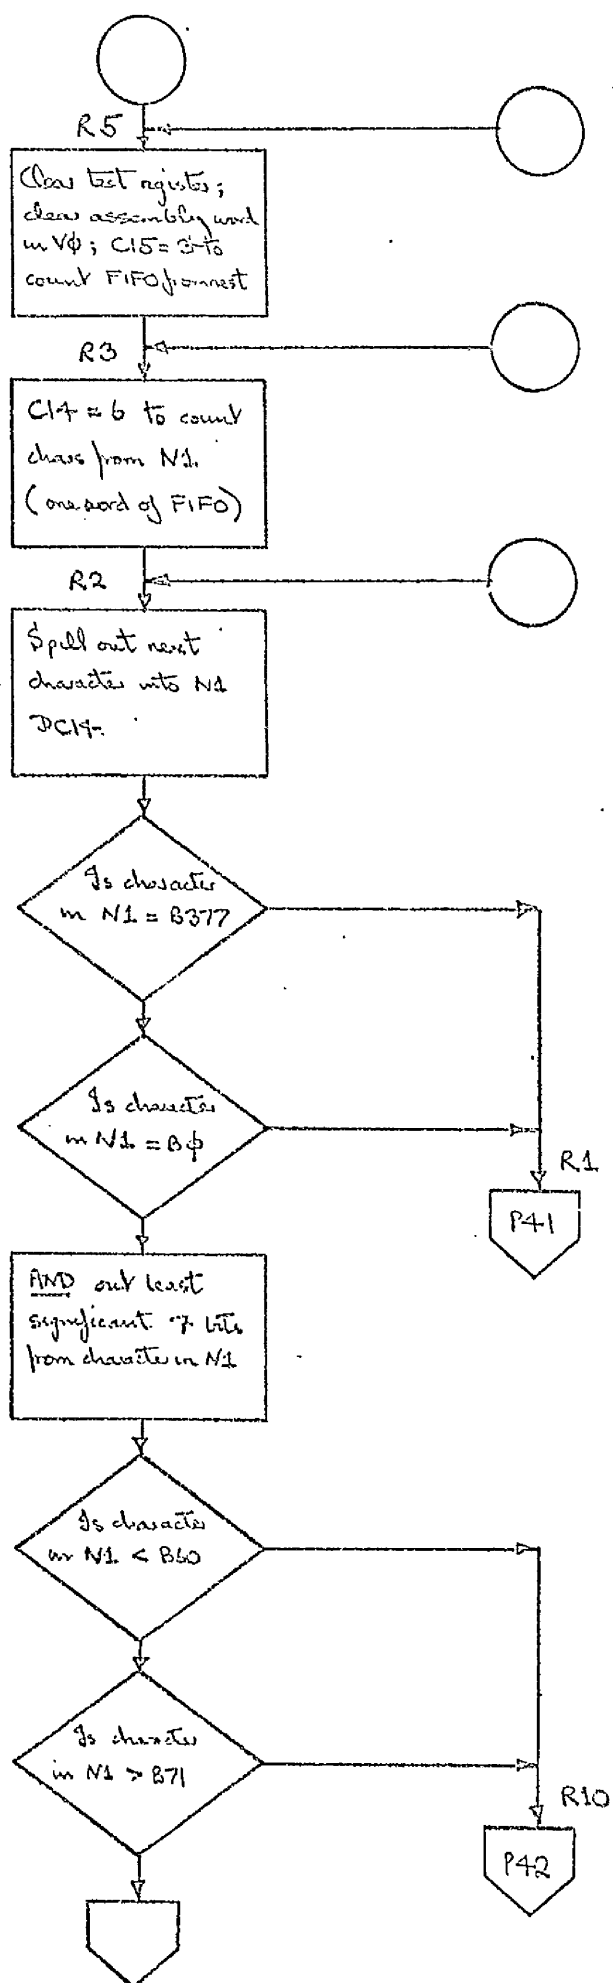 R5
Clear test register;
clear assembly word
in Vφ; C15 = 3 to
count FIFO from nest
R3
C14 = 6 to count
chars from N1.
(one word of FIFO)
R2
Spill out next
character into N1
DC14.
Is character
in N1 = B377
Is character
in N1 = Bφ
R1
P41
AND out least
significant 7 bits
from character in N1
Is character
in N1 < B60
Is character
in N1 > B71
R10
P42